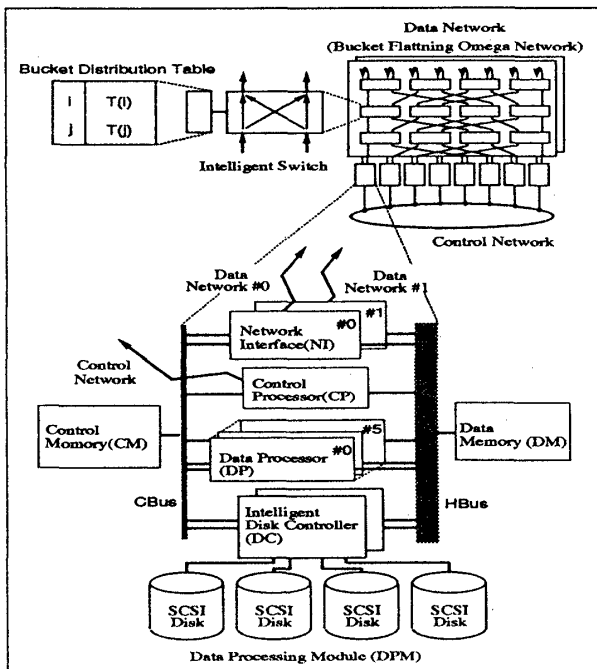 Data Network
(Bucket Flattning Omega Network)
Bucket Distribution Table
i T(i)
j T(j)
Intelligent Switch
Control Network
Data
Network #0
Data
Network #1
#1
#0
Network
Interface(NI)
Control
Network
Control
Processor(CP)
Control
Momory(CM)
#5
#0
Data Processor
(DP)
Data
Memory (DM)
CBus
HBus
Intelligent
Disk Controller
(DC)
SCSI
Disk
SCSI
Disk
SCSI
Disk
SCSI
Disk
Data Processing Module (DPM)